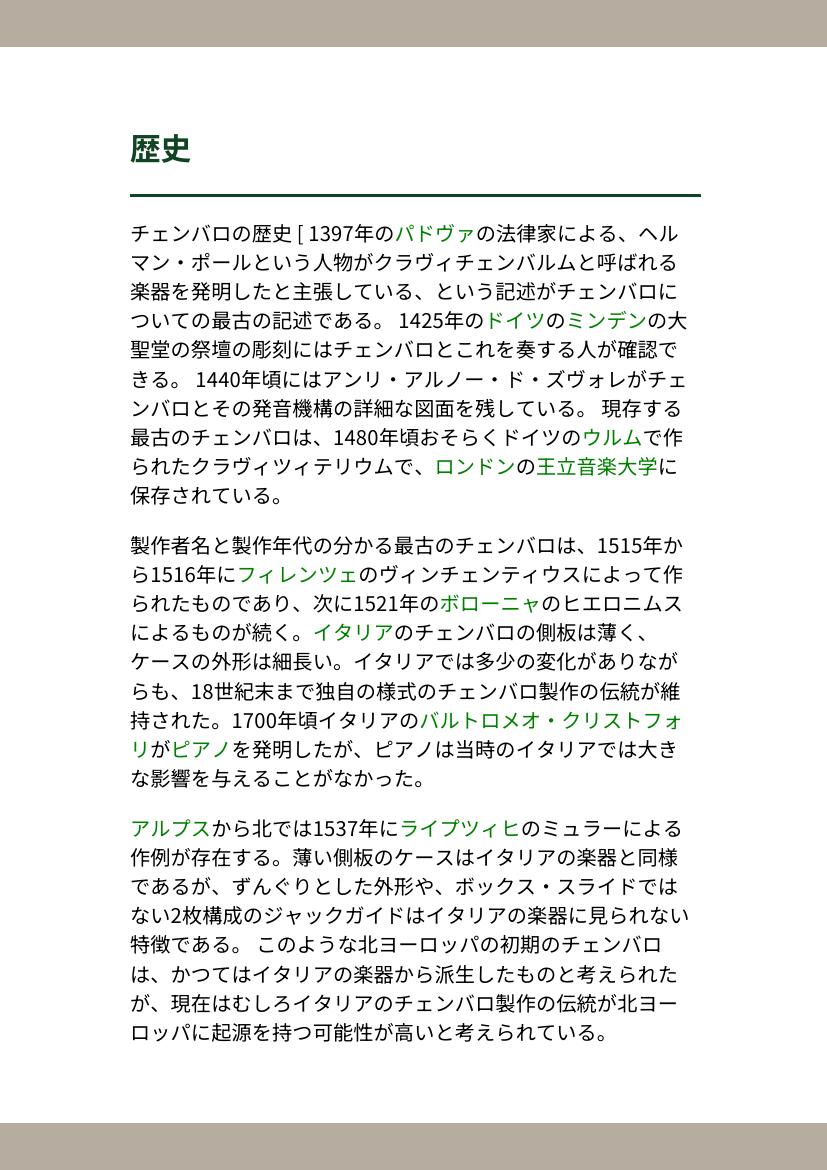 歴史
チェンバロの歴史 [ 1397年のパドヴァの法律家による、ヘル
マン・ポールという人物がクラヴィチェンバルムと呼ばれる
楽器を発明したと主張している、という記述がチェンバロに
ついての最古の記述である。 1425年のドイツのミンデンの大
聖堂の祭壇の彫刻にはチェンバロとこれを奏する人が確認で
きる。 1440年頃にはアンリ・アルノー・ド・ズヴォレがチェ
ンバロとその発音機構の詳細な図面を残している。 現存する
最古のチェンバロは、1480年頃おそらくドイツのウルムで作
られたクラヴィツィテリウムで、ロンドンの王立音楽大学に
保存されている。
製作者名と製作年代の分かる最古のチェンバロは、1515年か
ら1516年にフィレンツェのヴィンチェンティウスによって作
られたものであり、次に1521年のボローニャのヒエロニムス
によるものが続く。イタリアのチェンバロの側板は薄く、
ケースの外形は細長い。イタリアでは多少の変化がありなが
らも、18世紀末まで独自の様式のチェンバロ製作の伝統が維
持された。1700年頃イタリアのバルトロメオ・クリストフォ
リがピアノを発明したが、ピアノは当時のイタリアでは大き
な影響を与えることがなかった。
アルプスから北では1537年にライプツィヒのミュラーによる
作例が存在する。薄い側板のケースはイタリアの楽器と同様
であるが、ずんぐりとした外形や、ボックス・スライドでは
ない2枚構成のジャックガイドはイタリアの楽器に見られない
特徴である。 このような北ヨーロッパの初期のチェンバロ
は、かつてはイタリアの楽器から派生したものと考えられた
が、現在はむしろイタリアのチェンバロ製作の伝統が北ヨー
ロッパに起源を持つ可能性が高いと考えられている。